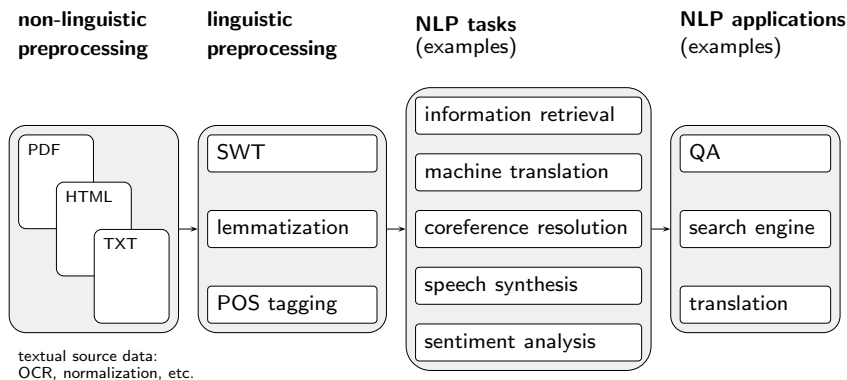 non-linguistic
preprocessing
linguistic
preprocessing
NLP tasks
(examples)
NLP applications
(examples)
PDF
HTML
TXT
SWT
lemmatization
POS tagging
information retrieval
machine translation
coreference resolution
speech synthesis
sentiment analysis
QA
search engine
translation
textual source data:
OCR, normalization, etc.